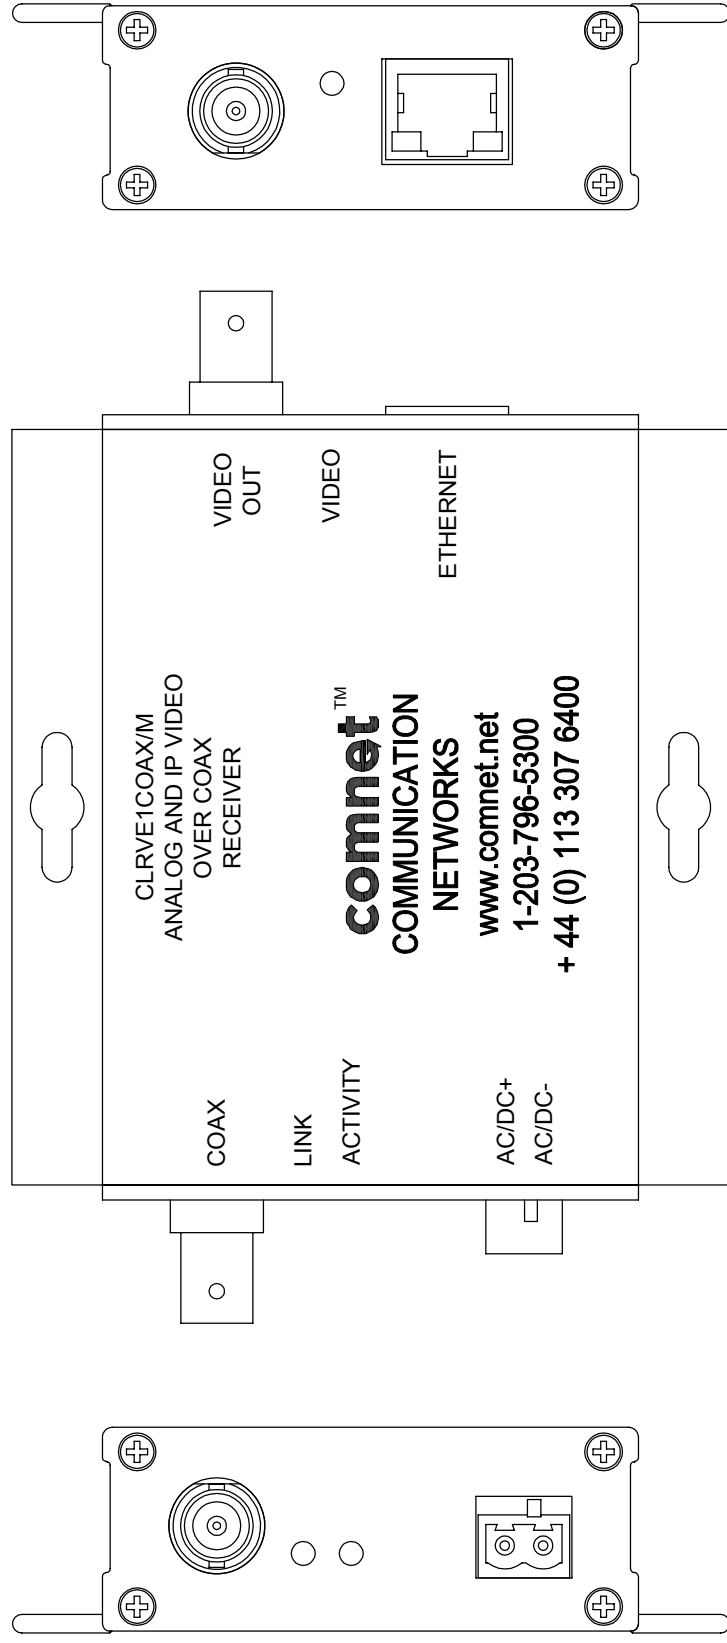 CLRVE1COAX/M
ANALOG AND IP VIDEO
OVER COAX
RECEIVER
COAX
VIDEO
OUT
LINK
ACTIVITY
VIDEO
comnet™
COMMUNICATION
NETWORKS
www.comnet.net
1-203-796-5300
+ 44 (0) 113 307 6400
AC/DC+
AC/DC-
ETHERNET